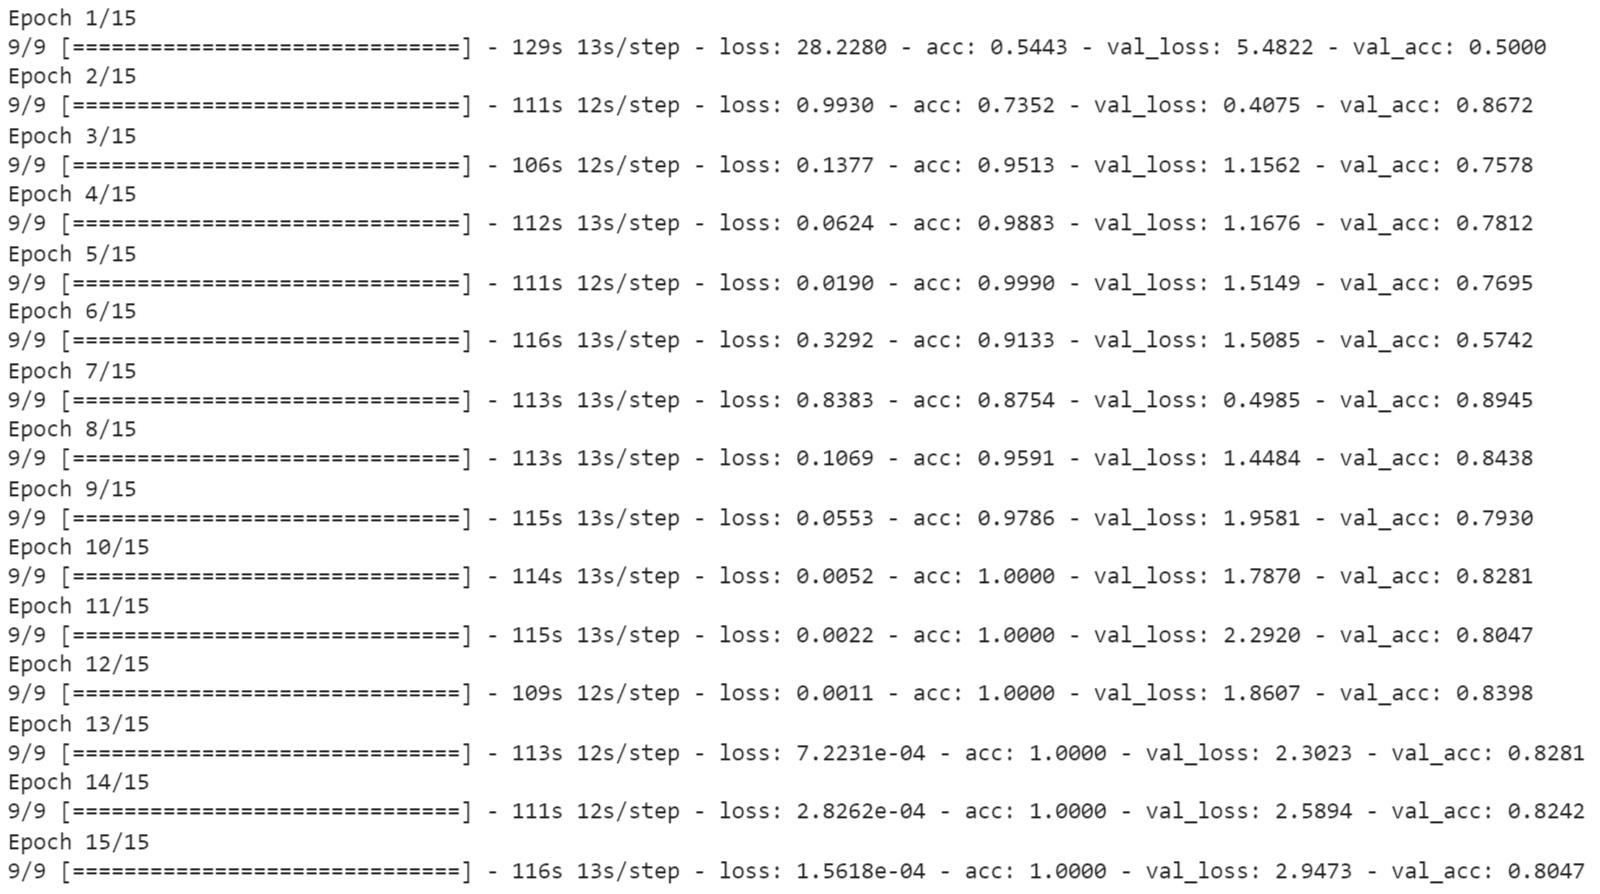 Epoch 1/15
9/9 [==============================] - 129s 13s/step - loss: 28.2280 - acc: 0.5443 - val_loss: 5.4822 - val_acc: 0.5000
Epoch 2/15
9/9 [==============================] - 111s 12s/step - loss: 0.9930 - acc: 0.7352 - val_loss: 0.4075 - val_acc: 0.8672
Epoch 3/15
9/9 [==============================] - 106s 12s/step - loss: 0.1377 - acc: 0.9513 - val_loss: 1.1562 - val_acc: 0.7578
Epoch 4/15
9/9 [==============================] - 112s 13s/step - loss: 0.0624 - acc: 0.9883 - val_loss: 1.1676 - val_acc: 0.7812
Epoch 5/15
9/9 [==============================] - 111s 12s/step - loss: 0.0190 - acc: 0.9990 - val_loss: 1.5149 - val_acc: 0.7695
Epoch 6/15
9/9 [==============================] - 116s 13s/step - loss: 0.3292 - acc: 0.9133 - val_loss: 1.5085 - val_acc: 0.5742
Epoch 7/15
9/9 [==============================] - 113s 13s/step - loss: 0.8383 - acc: 0.8754 - val_loss: 0.4985 - val_acc: 0.8945
Epoch 8/15
9/9 [==============================] - 113s 13s/step - loss: 0.1069 - acc: 0.9591 - val_loss: 1.4484 - val_acc: 0.8438
Epoch 9/15
9/9 [==============================] - 115s 13s/step - loss: 0.0553 - acc: 0.9786 - val_loss: 1.9581 - val_acc: 0.7930
Epoch 10/15
9/9 [==============================] - 114s 13s/step - loss: 0.0052 - acc: 1.0000 - val_loss: 1.7870 - val_acc: 0.8281
Epoch 11/15
9/9 [==============================] - 115s 13s/step - loss: 0.0022 - acc: 1.0000 - val_loss: 2.2920 - val_acc: 0.8047
Epoch 12/15
9/9 [==============================] - 109s 12s/step - loss: 0.0011 - acc: 1.0000 - val_loss: 1.8607 - val_acc: 0.8398
Epoch 13/15
9/9 [==============================] - 113s 12s/step - loss: 7.2231e-04 - acc: 1.0000 - val_loss: 2.3023 - val_acc: 0.8281
Epoch 14/15
9/9 [==============================] - 111s 12s/step - loss: 2.8262e-04 - acc: 1.0000 - val_loss: 2.5894 - val_acc: 0.8242
Epoch 15/15
9/9 [==============================] - 116s 13s/step - loss: 1.5618e-04 - acc: 1.0000 - val_loss: 2.9473 - val_acc: 0.8047